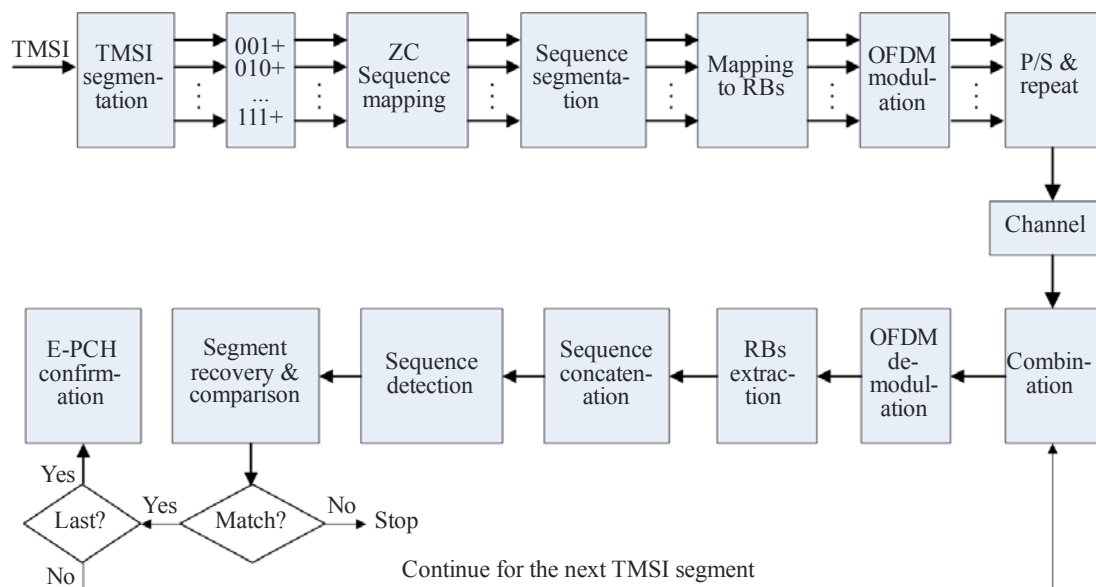 TMSI
TMSI
segmen-
tation
001+
010+
...
111+
ZC
Sequence
mapping
Sequence
segmenta-
tion
Mapping
to RBs
OFDM
modul-
ation
P/S &
repeat
Channel
Combin-
ation
OFDM
de-
modul-
ation
RBs
extrac-
tion
Sequence
concaten-
ation
Sequence
detection
Segment
recovery &
comparison
E-PCH
confirm-
ation
Yes
Last?
Yes
Match?
No
Stop
No
Continue for the next TMSI segment